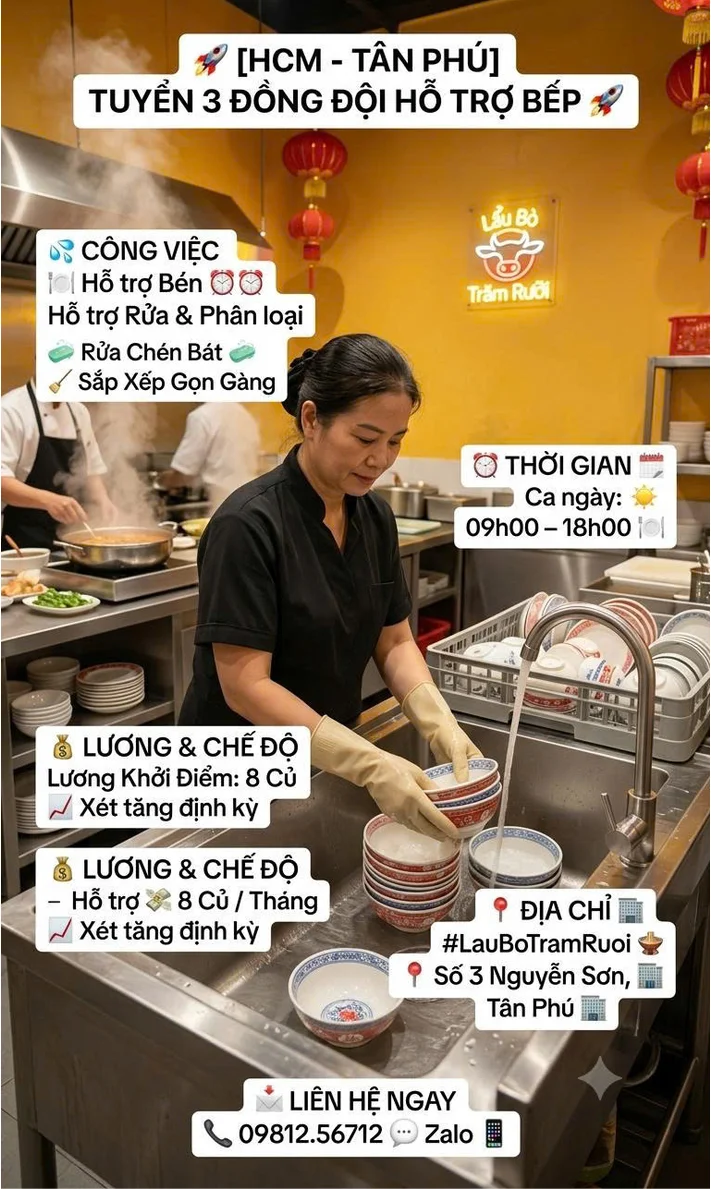 🚀 [HCM - TÂN PHÚ]
TUYỂN 3 ĐỒNG ĐỘI HỖ TRỢ BẾP 🚀
Lẩu Bò
Trăm Rưỡi
💦 CÔNG VIỆC
🍽️ Hỗ trợ Bén ⏰⏰
Hỗ trợ Rửa & Phân loại
🧼 Rửa Chén Bát 🧼
🧹 Sắp Xếp Gọn Gàng
⏰ THỜI GIAN 🗓️
Ca ngày: ☀️
09h00 – 18h00 🍽️
💰 LƯƠNG & CHẾ ĐỘ
Lương Khởi Điểm: 8 Củ
📈 Xét tăng định kỳ
💰 LƯƠNG & CHẾ ĐỘ
– Hỗ trợ 💸 8 Củ / Tháng
📈 Xét tăng định kỳ
📍 ĐỊA CHỈ 🏢
#LauBoTramRuoi 🍲
📍 Số 3 Nguyễn Sơn, 🏢
Tân Phú 🏢
📩 LIÊN HỆ NGAY
📞 09812.56712 💬 Zalo 📱